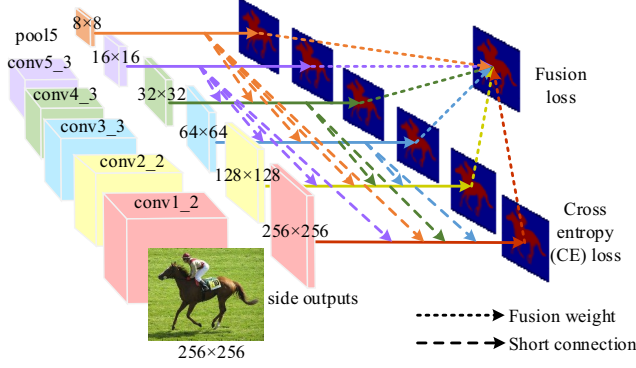 8×8
pool5
16×16
conv5_3
32×32
conv4_3
64×64
conv3_3
128×128
conv2_2
256×256
conv1_2
side outputs
256×256
Fusion
loss
Cross
entropy
(CE) loss
Fusion weight
Short connection